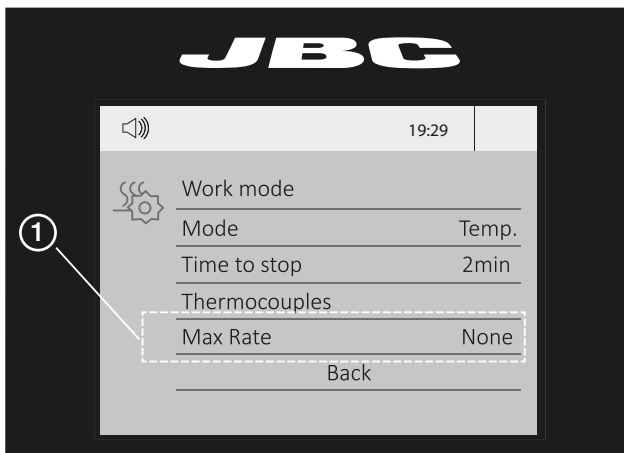 JBC
19:29
Work mode
Mode Temp.
Time to stop 2min
Thermocouples
1
Max Rate None
Back